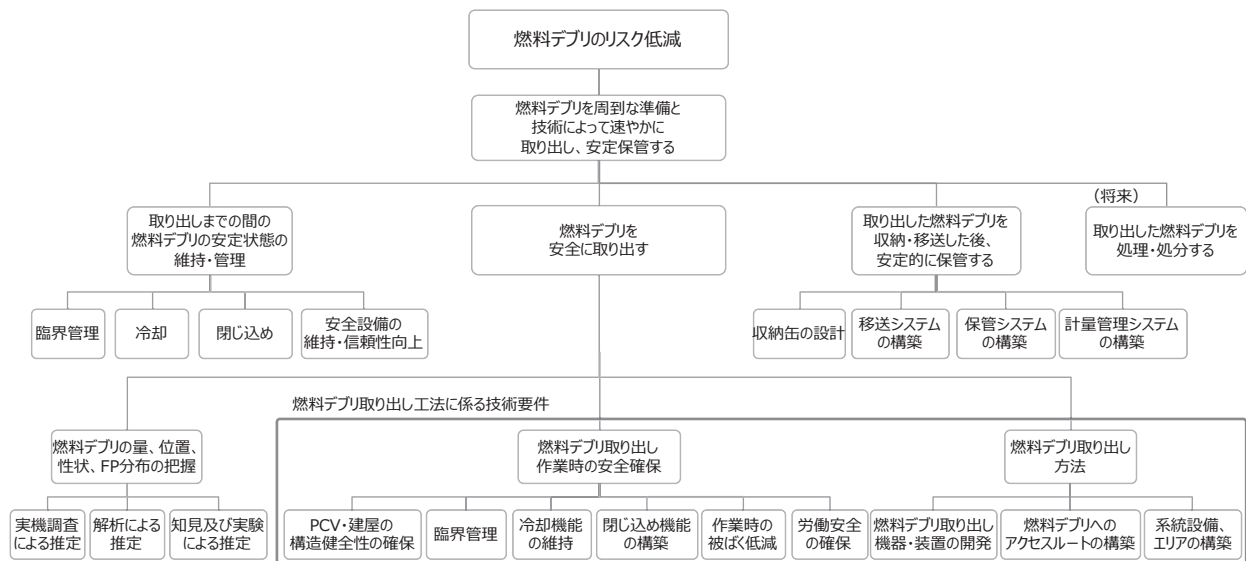 燃料デブリのリスク低減
燃料デブリを周到な準備と
技術によって速やかに
取り出し、安定保管する
取り出しまでの間の
燃料デブリの安定状態の
維持・管理
燃料デブリを
安全に取り出す
取り出した燃料デブリを
収納・移送した後、
安定的に保管する
（将来）
取り出した燃料デブリを
処理・処分する
臨界管理
冷却
閉じ込め
安全設備の
維持・信頼性向上
収納缶の設計
移送システム
の構築
保管システム
の構築
計量管理システム
の構築
燃料デブリ取り出し工法に係る技術要件
燃料デブリの量、位置、
性状、FP分布の把握
燃料デブリ取り出し
作業時の安全確保
燃料デブリ取り出し
方法
実機調査
による推定
解析による
推定
知見及び実験
による推定
PCV・建屋の
構造健全性の確保
臨界管理
冷却機能
の維持
閉じ込め機能
の構築
作業時の
被ばく低減
労働安全
の確保
燃料デブリ取り出し
機器・装置の開発
燃料デブリへの
アクセスルートの構築
系統設備、
エリアの構築